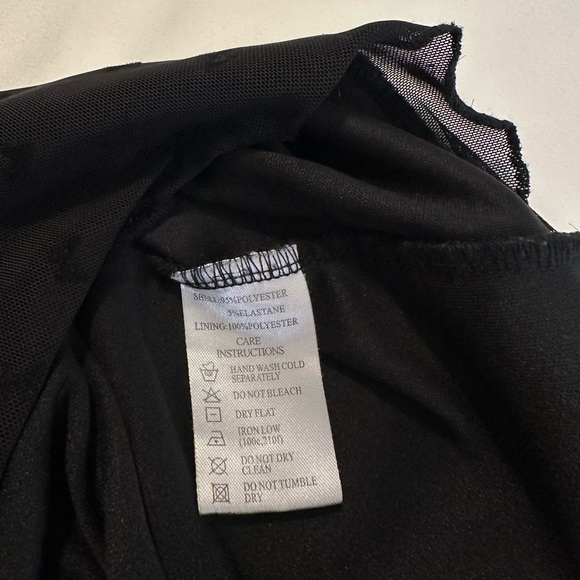 SHELL:95%POLYESTER
5%ELASTANE
LINING:100%POLYESTER
CARE
INSTRUCTIONS
HAND WASH COLD
SEPARATELY
DO NOT BLEACH
DRY FLAT
IRON LOW
(100c,210f)
DO NOT DRY
CLEAN
DO NOT TUMBLE
DRY